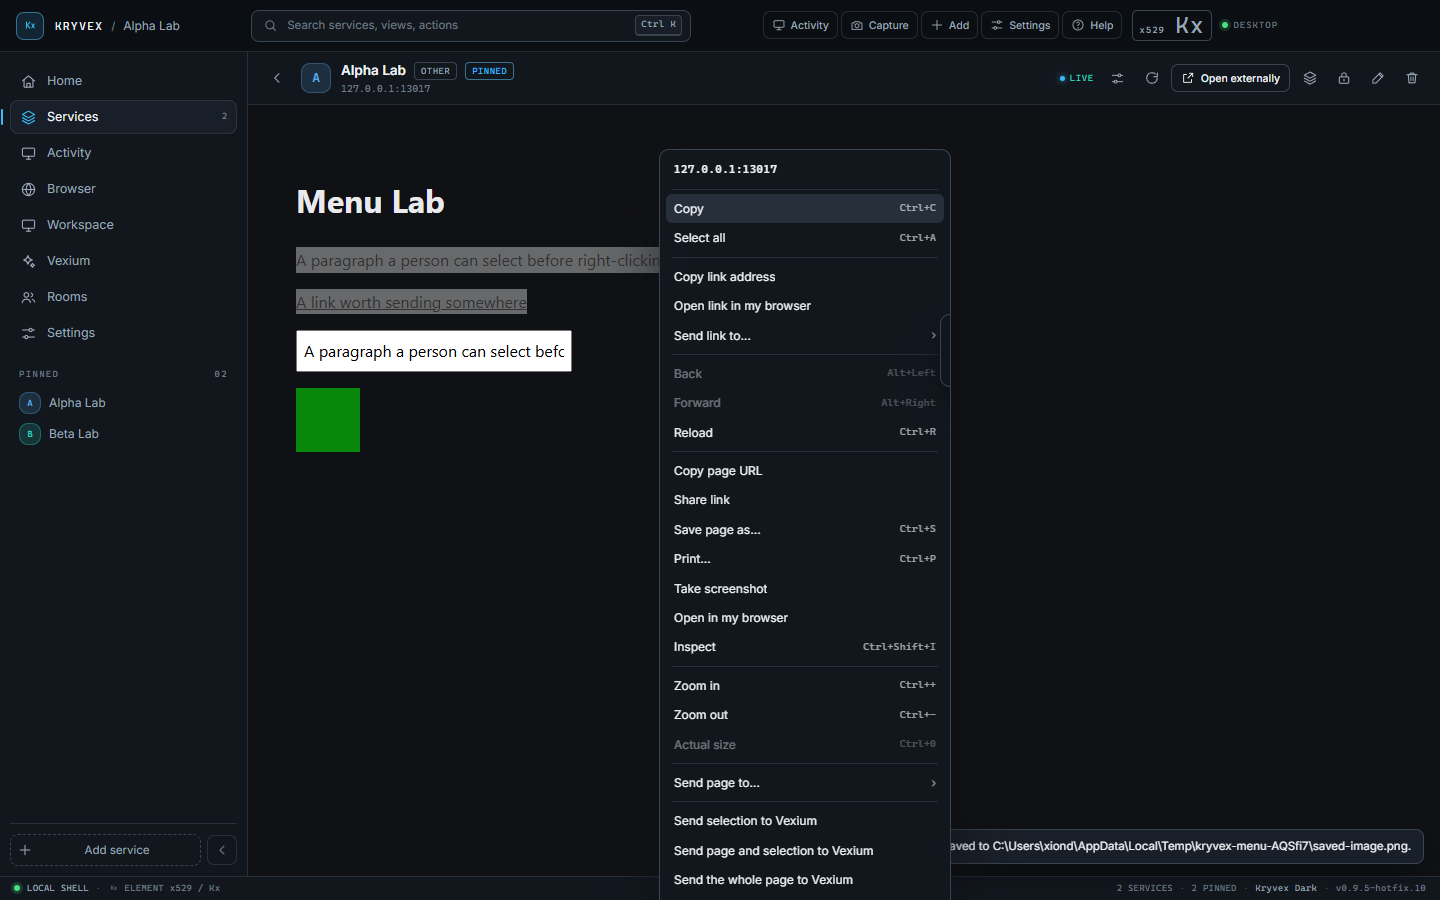 Kx KRYVEX / Alpha Lab
Search services, views, actions Ctrl K
Activity Capture Add Settings Help x529 Kx DESKTOP
Home
Services 2
Activity
Browser
Workspace
Vexium
Rooms
Settings
PINNED 02
A Alpha Lab
B Beta Lab
Add service
A Alpha Lab OTHER PINNED
127.0.0.1:13017
LIVE Open externally
Menu Lab
A paragraph a person can select before right-clickin
A link worth sending somewhere
A paragraph a person can select befo
127.0.0.1:13017
Copy Ctrl+C
Select all Ctrl+A
Copy link address
Open link in my browser
Send link to...
Back Alt+Left
Forward Alt+Right
Reload Ctrl+R
Copy page URL
Share link
Save page as... Ctrl+S
Print... Ctrl+P
Take screenshot
Open in my browser
Inspect Ctrl+Shift+I
Zoom in Ctrl++
Zoom out Ctrl+−
Actual size Ctrl+0
Send page to...
Send selection to Vexium
Send page and selection to Vexium
Send the whole page to Vexium
aved to C:\Users\xiond\AppData\Local\Temp\kryvex-menu-AQSfi7\saved-image.png.
LOCAL SHELL · Kx ELEMENT x529 / Kx
2 SERVICES · 2 PINNED · Kryvex Dark · v0.9.5-hotfix.10